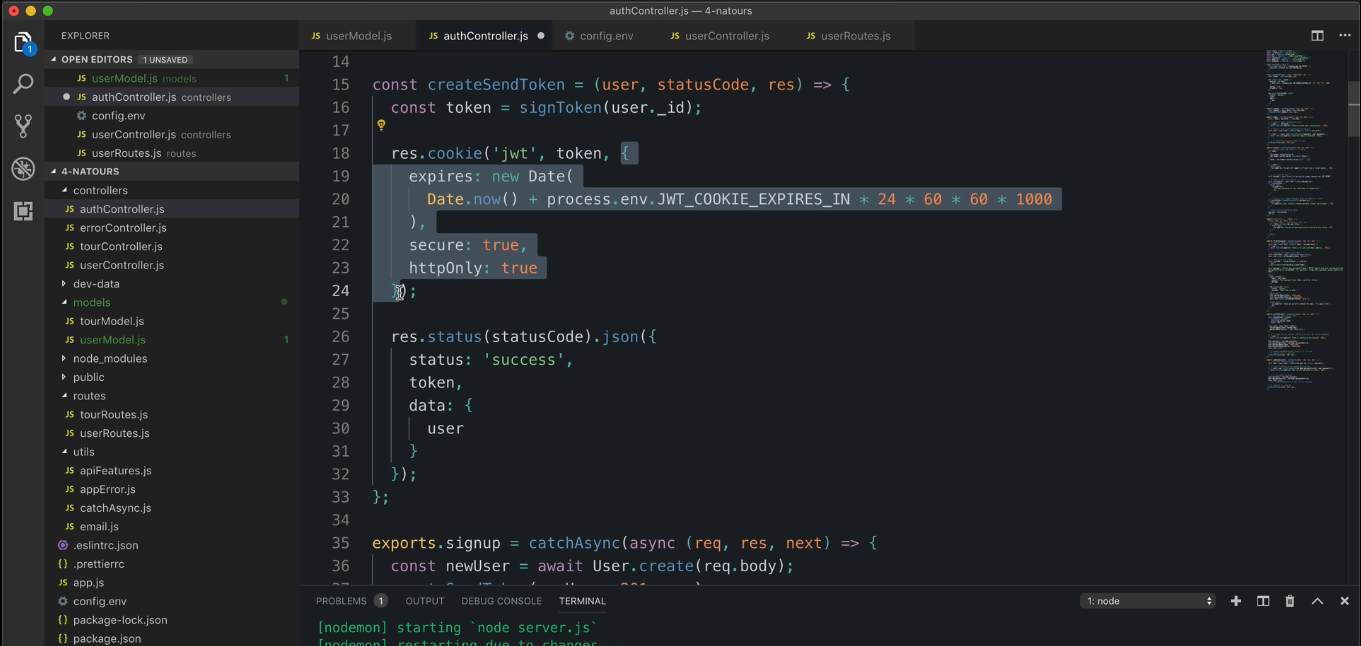 authController.js — 4-natours
EXPLORER
OPEN EDITORS 1 UNSAVED
JS userModel.js models 1
JS authController.js controllers
config.env
JS userController.js controllers
JS userRoutes.js routes
4-NATOURS
controllers
JS authController.js
JS errorController.js
JS tourController.js
JS userController.js
dev-data
models
JS tourModel.js
JS userModel.js 1
node_modules
public
routes
JS tourRoutes.js
JS userRoutes.js
utils
JS apiFeatures.js
JS appError.js
JS catchAsync.js
JS email.js
.eslintrc.json
{} .prettierrc
JS app.js
config.env
{} package-lock.json
{} package.json
1
JS userModel.js JS authController.js config.env JS userController.js JS userRoutes.js
14
15 const createSendToken = (user, statusCode, res) => {
16 const token = signToken(user._id);
17
18 res.cookie('jwt', token, {
19 expires: new Date(
20 Date.now() + process.env.JWT_COOKIE_EXPIRES_IN * 24 * 60 * 60 * 1000
21 ),
22 secure: true,
23 httpOnly: true
24 });
25
26 res.status(statusCode).json({
27 status: 'success',
28 token,
29 data: {
30 user
31 }
32 });
33 };
34
35 exports.signup = catchAsync(async (req, res, next) => {
36 const newUser = await User.create(req.body);
PROBLEMS 1 OUTPUT DEBUG CONSOLE TERMINAL 1: node
[nodemon] starting `node server.js`
[nodemon] restarting due to changes